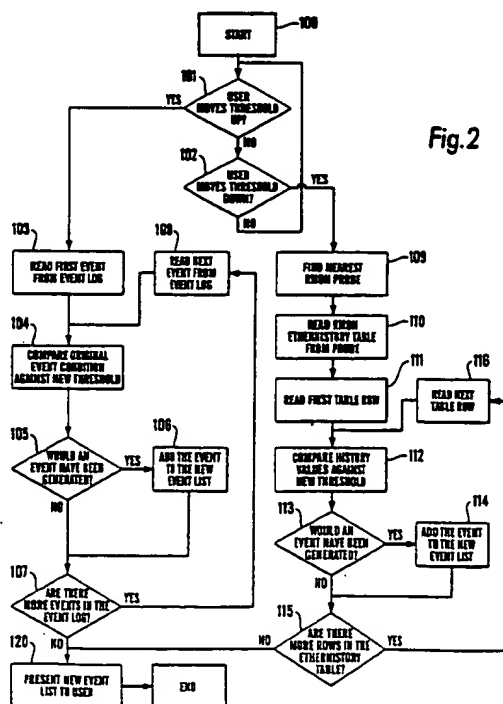 100
START
101
USER
MOVES THRESHOLD
UP?
YES
NO
Fig.2
102
USER
MOVES THRESHOLD
DOWN?
YES
NO
103
READ FIRST EVENT
FROM EVENT LOG
108
READ NEXT
EVENT FROM
EVENT LOG
FIND NEAREST
RMON PROBE
109
104
COMPARE ORIGINAL
EVENT CONDITION
AGAINST NEW THRESHOLD
READ RMON
ETHERHISTORY TABLE
FROM PROBE
110
111
READ FIRST TABLE ROW
116
READ NEXT
TABLE ROW
105
WOULD AN
EVENT HAVE BEEN
GENERATED?
YES
NO
106
ADD THE EVENT
TO THE NEW
EVENT LIST
COMPARE HISTORY
VALUES AGAINST
NEW THRESHOLD
112
113
WOULD AN
EVENT HAVE BEEN
GENERATED?
YES
NO
114
ADD THE EVENT
TO THE NEW
EVENT LIST
107
ARE THERE
MORE EVENTS IN THE
EVENT LOG?
YES
NO
115
ARE THERE
MORE ROWS IN THE
ETHERHISTORY
TABLE?
NO
YES
120
PRESENT NEW EVENT
LIST TO USER
END